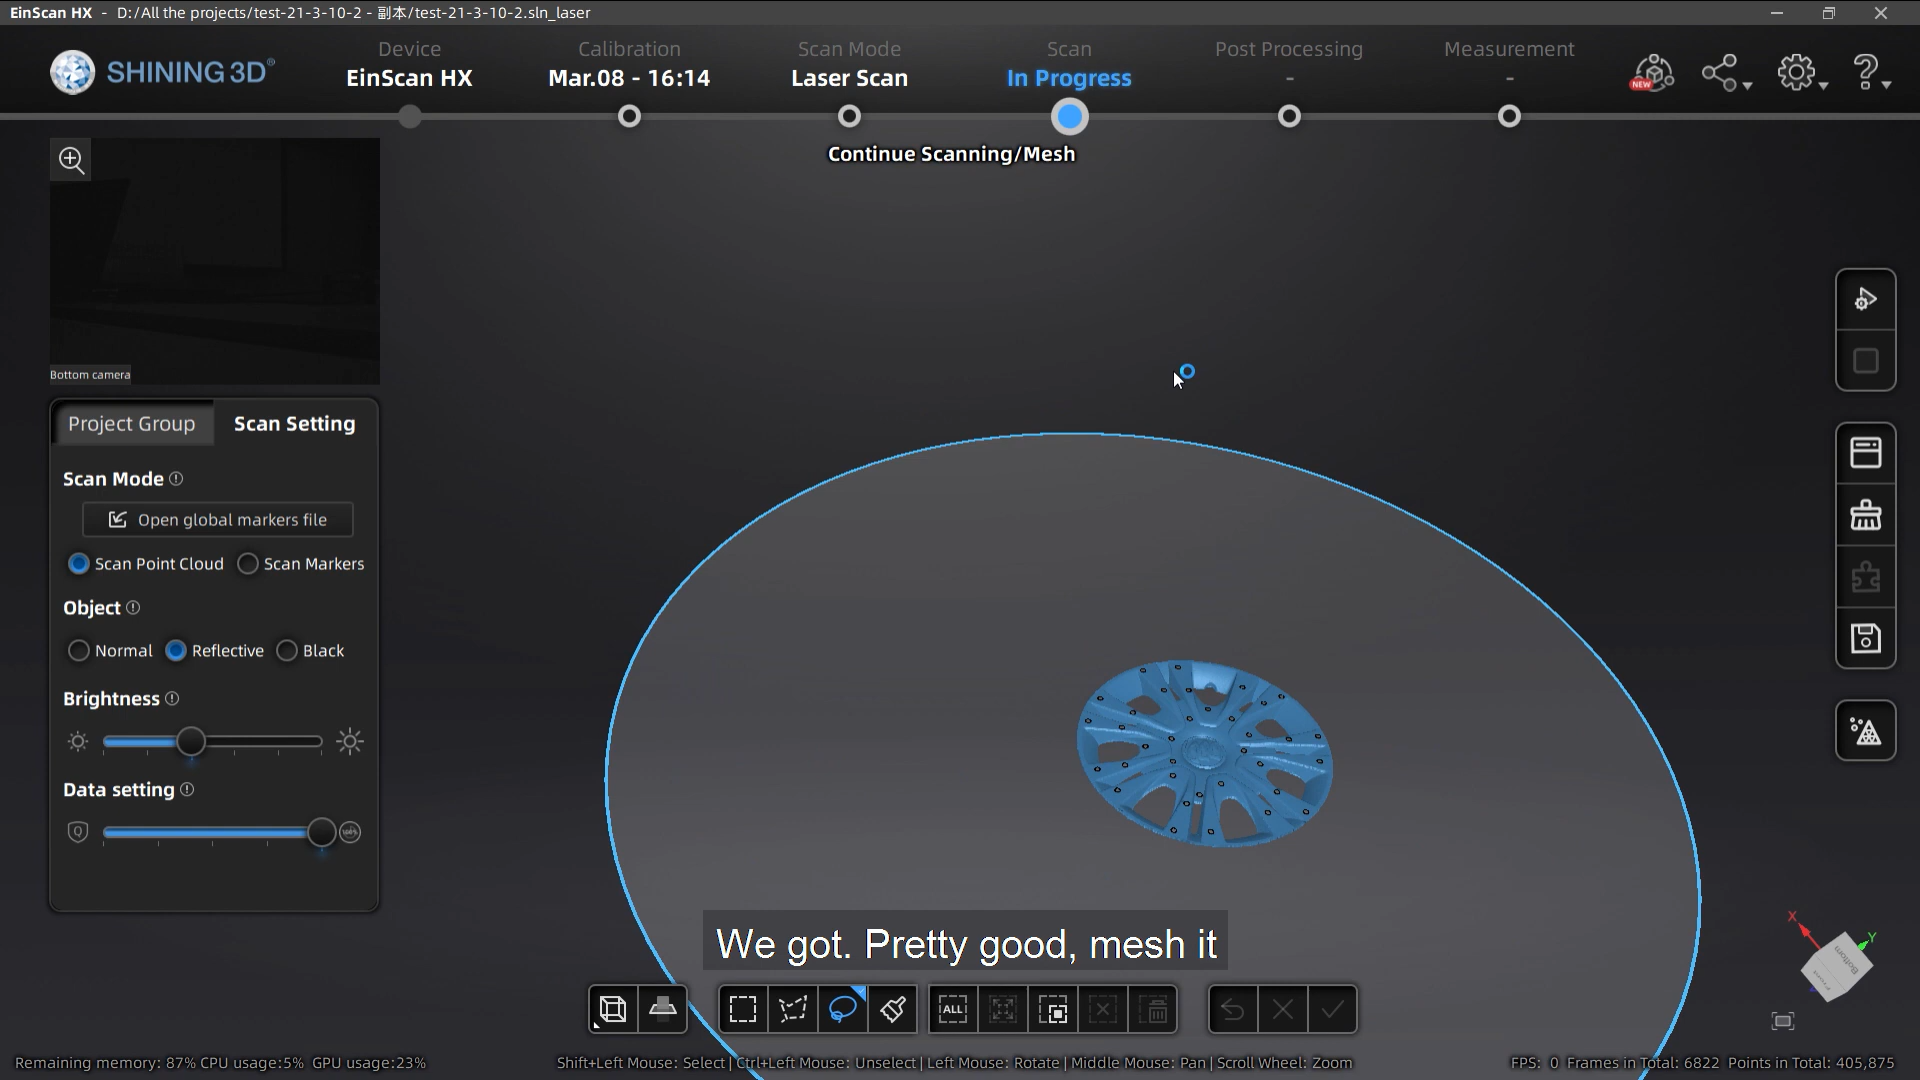 EinScan HX - D:/All the projects/test-21-3-10-2 - 副本/test-21-3-10-2.sln_laser
SHINING 3D®
Device
EinScan HX
Calibration
Mar.08 - 16:14
Scan Mode
Laser Scan
Scan
In Progress
Post Processing
-
Measurement
-
NEW
Continue Scanning/Mesh
Bottom camera
Project Group
Scan Setting
Scan Mode
Open global markers file
Scan Point Cloud
Scan Markers
Object
Normal
Reflective
Black
Brightness
Data setting
Q
We got. Pretty good, mesh it
X
Y
Bottom
ALL
Remaining memory: 87% CPU usage:5% GPU usage:23%
Shift+Left Mouse: Select | Ctrl+Left Mouse: Unselect | Left Mouse: Rotate | Middle Mouse: Pan | Scroll Wheel: Zoom
FPS: 0 Frames in Total: 6822 Points in Total: 405,875